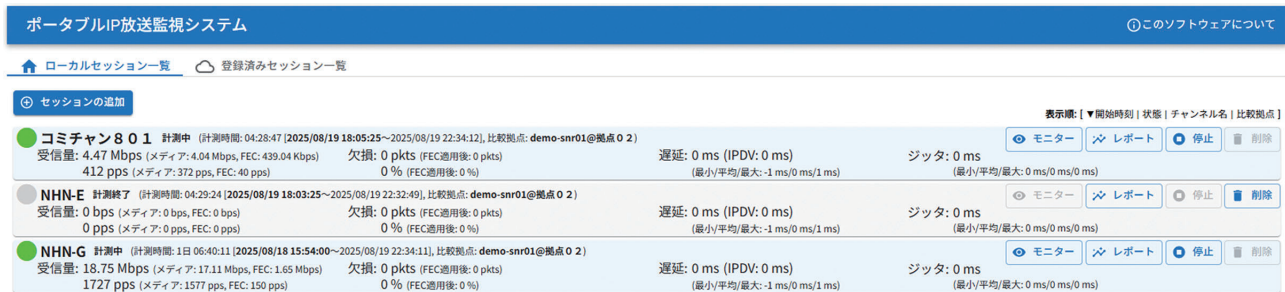 ポータブルIP放送監視システム
このソフトウェアについて
ローカルセッション一覧 登録済みセッション一覧
セッションの追加
表示順: [ ▼開始時刻 | 状態 | チャンネル名 | 比較拠点 ]
コミチャン８０１ 計測中 (計測時間: 04:28:47 [2025/08/19 18:05:25～2025/08/19 22:34:12], 比較拠点: demo-snr01@拠点０２)
モニター レポート 停止 削除
受信量: 4.47 Mbps (メディア: 4.04 Mbps, FEC: 439.04 Kbps) 欠損: 0 pkts (FEC適用後: 0 pkts) 遅延: 0 ms (IPDV: 0 ms) ジッタ: 0 ms
412 pps (メディア: 372 pps, FEC: 40 pps) 0 % (FEC適用後: 0 %) (最小/平均/最大: -1 ms/0 ms/1 ms) (最小/平均/最大: 0 ms/0 ms/0 ms)
NHN-E 計測終了 (計測時間: 04:29:24 [2025/08/19 18:03:25～2025/08/19 22:32:49], 比較拠点: demo-snr01@拠点０２)
モニター レポート 停止 削除
受信量: 0 bps (メディア: 0 bps, FEC: 0 bps) 欠損: 0 pkts (FEC適用後: 0 pkts) 遅延: 0 ms (IPDV: 0 ms) ジッタ: 0 ms
0 pps (メディア: 0 pps, FEC: 0 pps) 0 % (FEC適用後: 0 %) (最小/平均/最大: -1 ms/0 ms/1 ms) (最小/平均/最大: 0 ms/0 ms/0 ms)
NHN-G 計測中 (計測時間: 1日 06:40:11 [2025/08/18 15:54:00～2025/08/19 22:34:11], 比較拠点: demo-snr01@拠点０２)
モニター レポート 停止 削除
受信量: 18.75 Mbps (メディア: 17.11 Mbps, FEC: 1.65 Mbps) 欠損: 0 pkts (FEC適用後: 0 pkts) 遅延: 0 ms (IPDV: 0 ms) ジッタ: 0 ms
1727 pps (メディア: 1577 pps, FEC: 150 pps) 0 % (FEC適用後: 0 %) (最小/平均/最大: -1 ms/0 ms/1 ms) (最小/平均/最大: 0 ms/0 ms/0 ms)